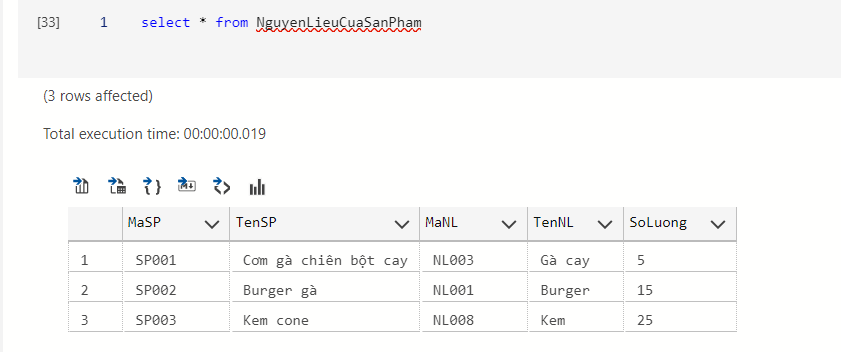 [33] 1 select * from NguyenLieuCuaSanPham
(3 rows affected)
Total execution time: 00:00:00.019
MaSP TenSP MaNL TenNL SoLuong
1 SP001 Cơm gà chiên bột cay NL003 Gà cay 5
2 SP002 Burger gà NL001 Burger 15
3 SP003 Kem cone NL008 Kem 25